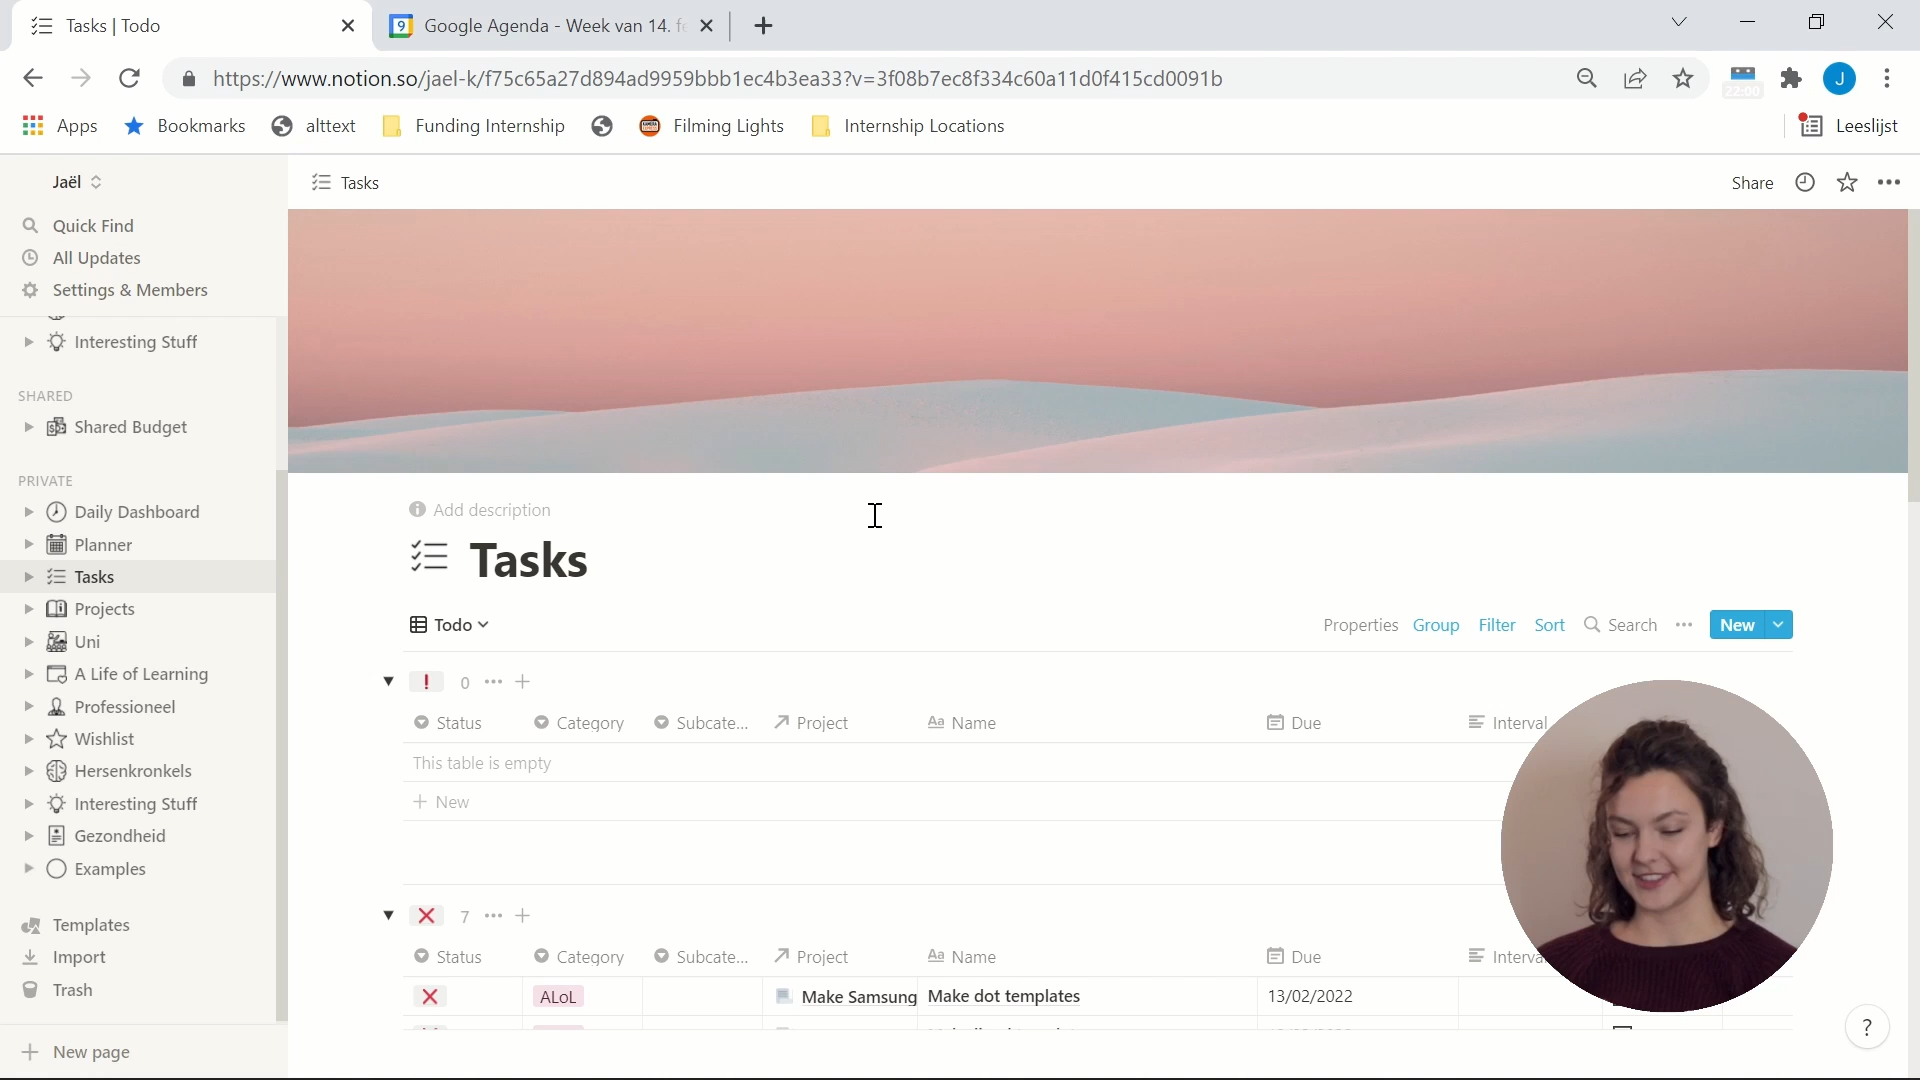 Tasks | Todo
Google Agenda - Week van 14. fe
https://www.notion.so/jael-k/f75c65a27d894ad9959bbb1ec4b3ea33?v=3f08b7ec8f334c60a11d0f415cd0091b
22:00
J
Apps
Bookmarks
alttext
Funding Internship
Filming Lights
Internship Locations
Leeslijst
Jaël
Tasks
Share
Quick Find
All Updates
Settings & Members
Interesting Stuff
SHARED
Shared Budget
PRIVATE
Daily Dashboard
Planner
Tasks
Projects
Uni
A Life of Learning
Professioneel
Wishlist
Hersenkronkels
Interesting Stuff
Gezondheid
Examples
Templates
Import
Trash
New page
Add description
Tasks
Todo
Properties Group Filter Sort Search New
0
Status Category Subcate... Project Name Due Interval
This table is empty
New
7
Status Category Subcate... Project Name Due Interva
ALoL Make Samsung Make dot templates 13/02/2022
?